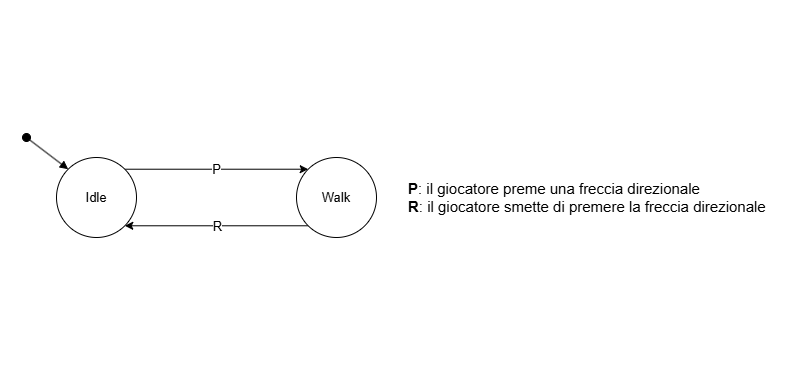 Idle
P
Walk
R
P: il giocatore preme una freccia direzionale
R: il giocatore smette di premere la freccia direzionale